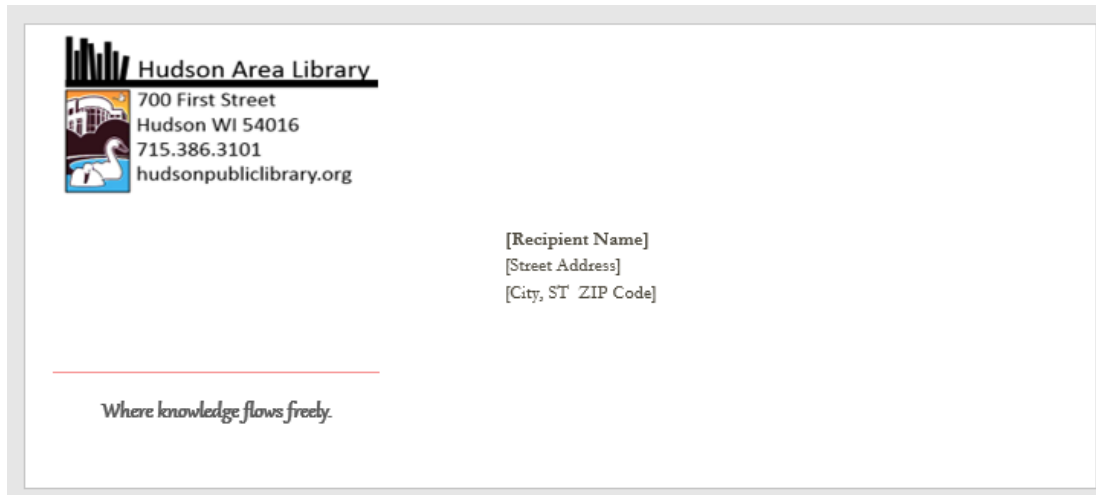 Hudson Area Library
700 First Street
Hudson WI 54016
715.386.3101
hudsonpubliclibrary.org
[Recipient Name]
[Street Address]
[City, ST  ZIP Code]
Where knowledge flows freely.